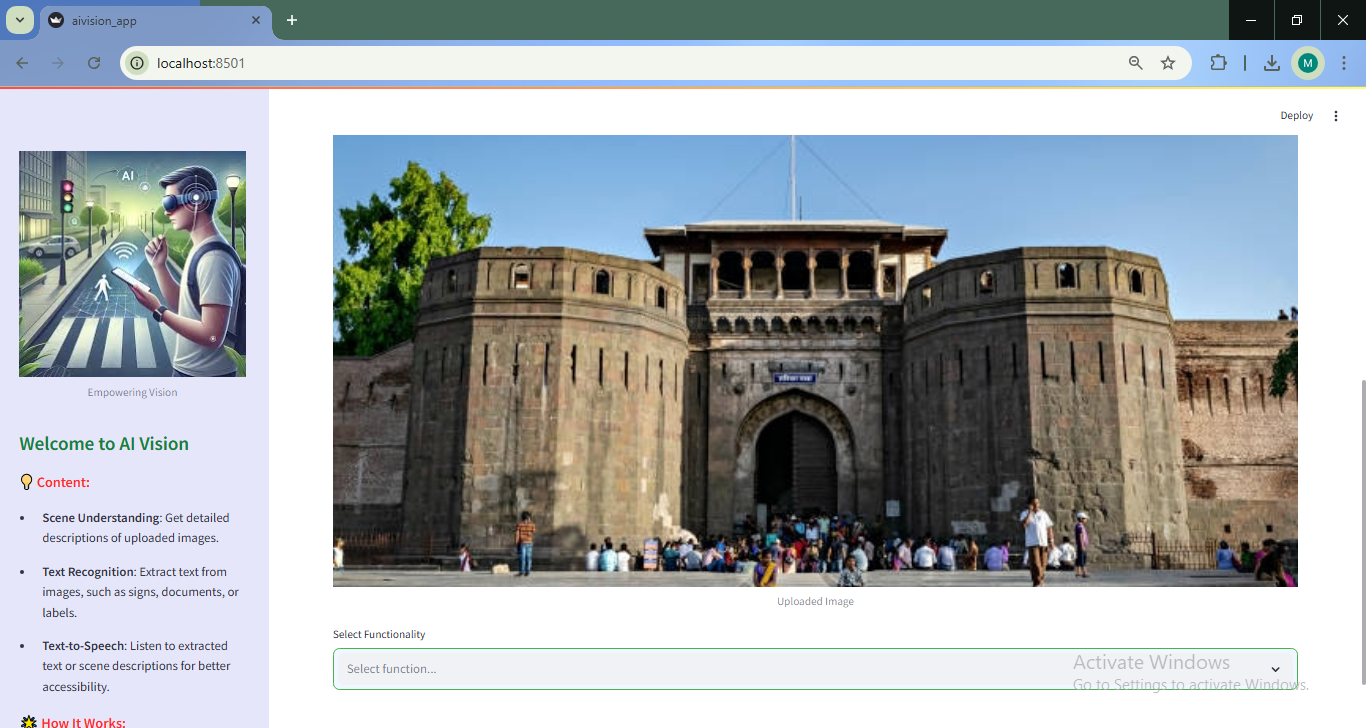 aivision_app
localhost:8501
M
Deploy
AI
Empowering Vision
Welcome to AI Vision
Content:
Scene Understanding: Get detailed
descriptions of uploaded images.
Text Recognition: Extract text from
images, such as signs, documents, or
labels.
Text-to-Speech: Listen to extracted
text or scene descriptions for better
accessibility.
How It Works:
Uploaded Image
Select Functionality
Select function...
Activate Windows
Go to Settings to activate Windows.